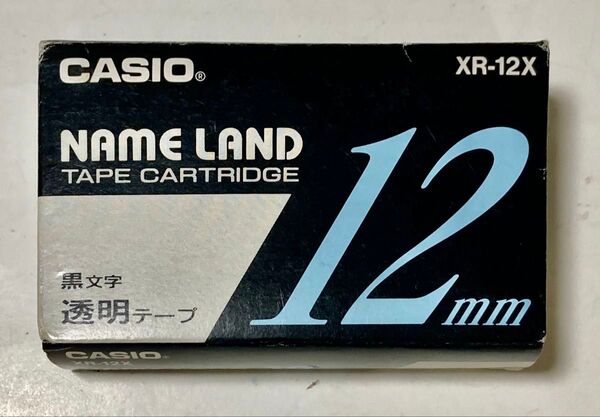 CASIO®
XR-12X
NAME LAND
TAPE CARTRIDGE
12mm
黒文字
透明テープ
CASIO®
XR-12X